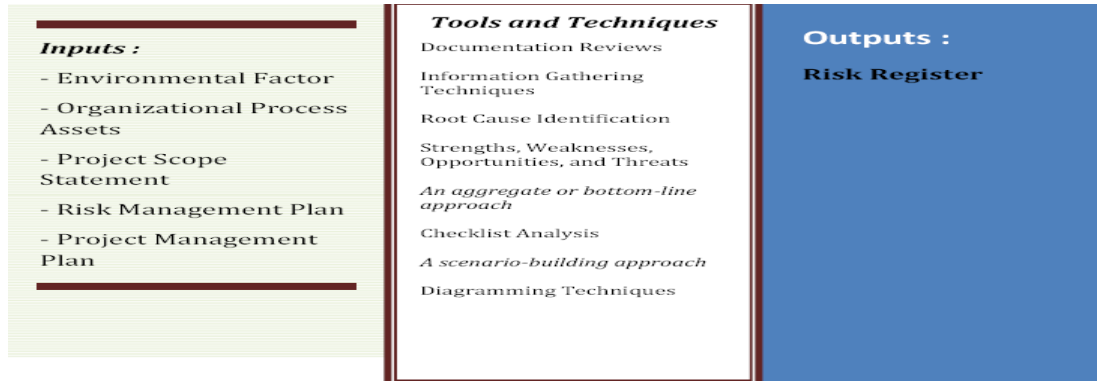 Inputs :
- Environmental Factor
- Organizational Process
Assets
- Project Scope
Statement
- Risk Management Plan
- Project Management
Plan
Tools and Techniques
Documentation Reviews
Information Gathering
Techniques
Root Cause Identification
Strengths, Weaknesses,
Opportunities, and Threats
An aggregate or bottom-line
approach
Checklist Analysis
A scenario-building approach
Diagramming Techniques
Outputs :
Risk Register